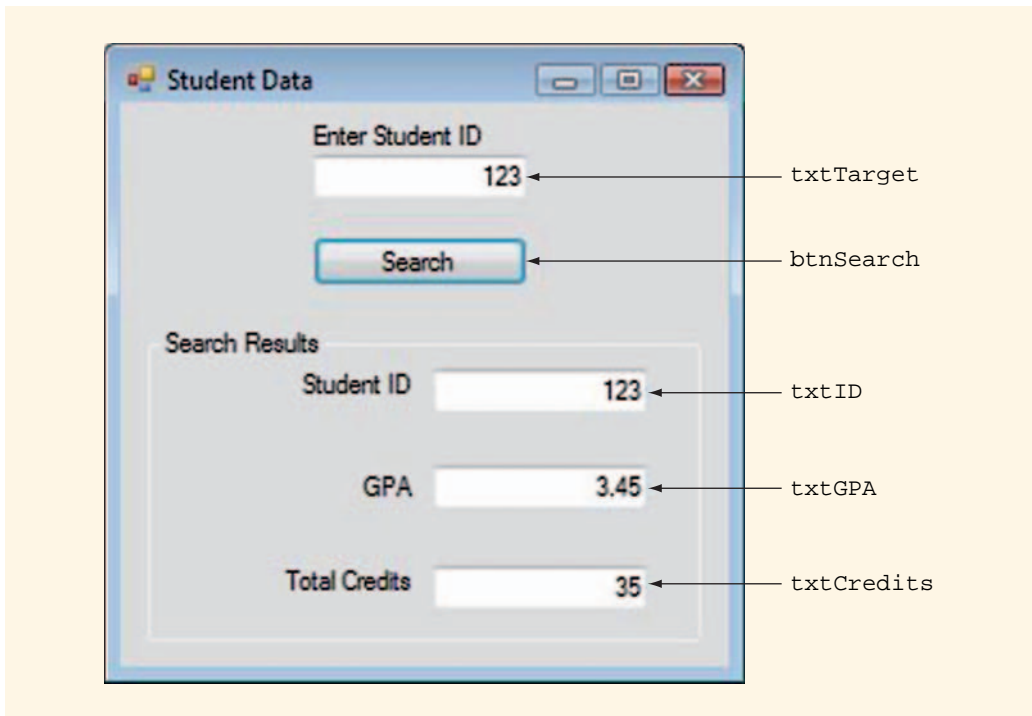 Student Data
Enter Student ID
123 txtTarget
Search btnSearch
Search Results
Student ID 123 txtID
GPA 3.45 txtGPA
Total Credits 35 txtCredits